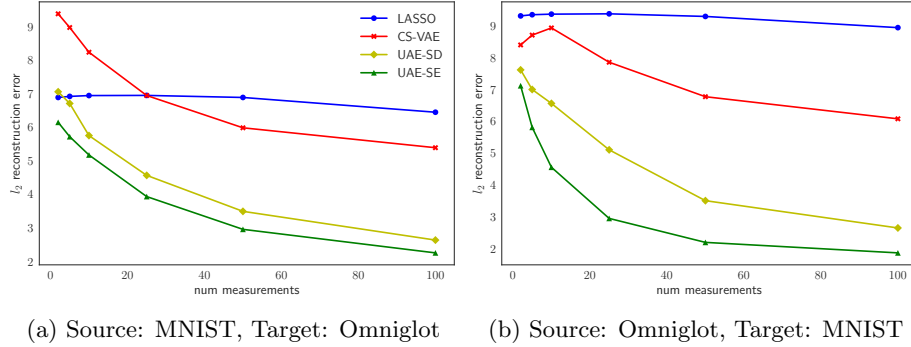 9
8
7
6
5
4
3
2
l₂ reconstruction error
0 20 40 60 80 100
num measurements
LASSO
CS-VAE
UAE-SD
UAE-SE
(a) Source: MNIST, Target: Omniglot
9
8
7
6
5
4
3
2
l₂ reconstruction error
0 20 40 60 80 100
num measurements
(b) Source: Omniglot, Target: MNIST